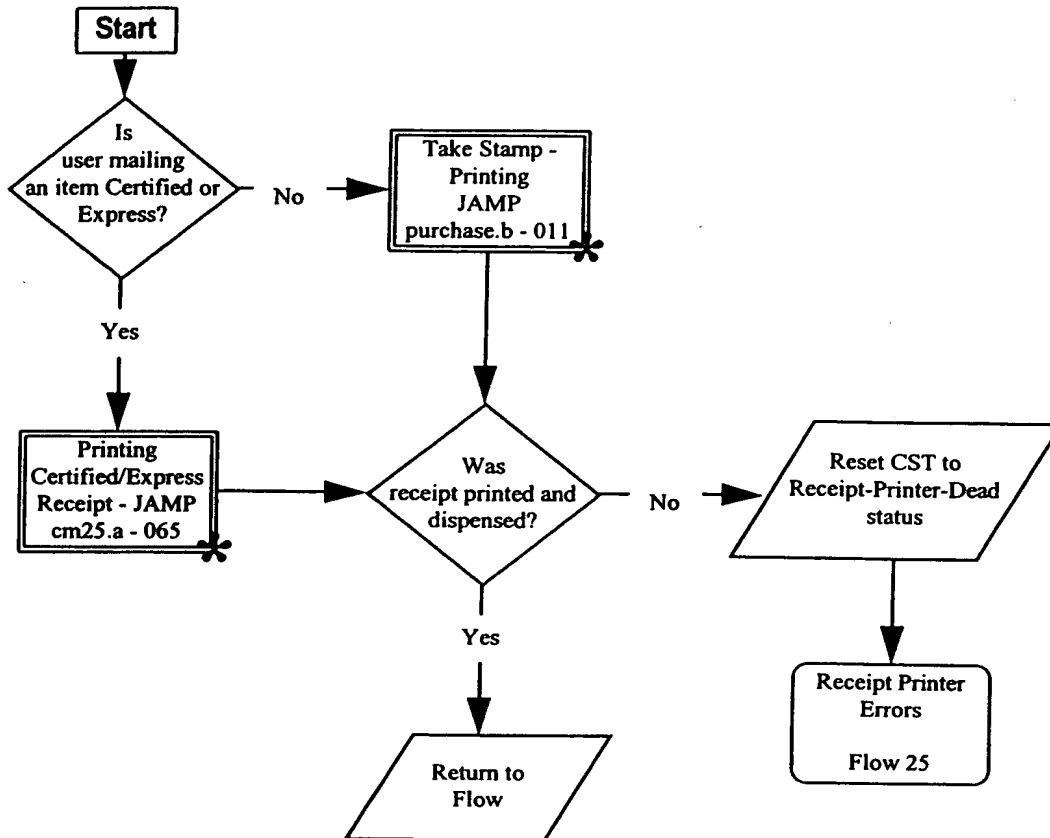 Start
Is
user mailing
an item Certified or
Express?
No
Take Stamp -
Printing
JAMP
purchase.b - 011
Yes
Printing
Certified/Express
Receipt - JAMP
cm25.a - 065
Was
receipt printed and
dispensed?
No
Reset CST to
Receipt-Printer-Dead
status
Yes
Receipt Printer
Errors
Flow 25
Return to
Flow